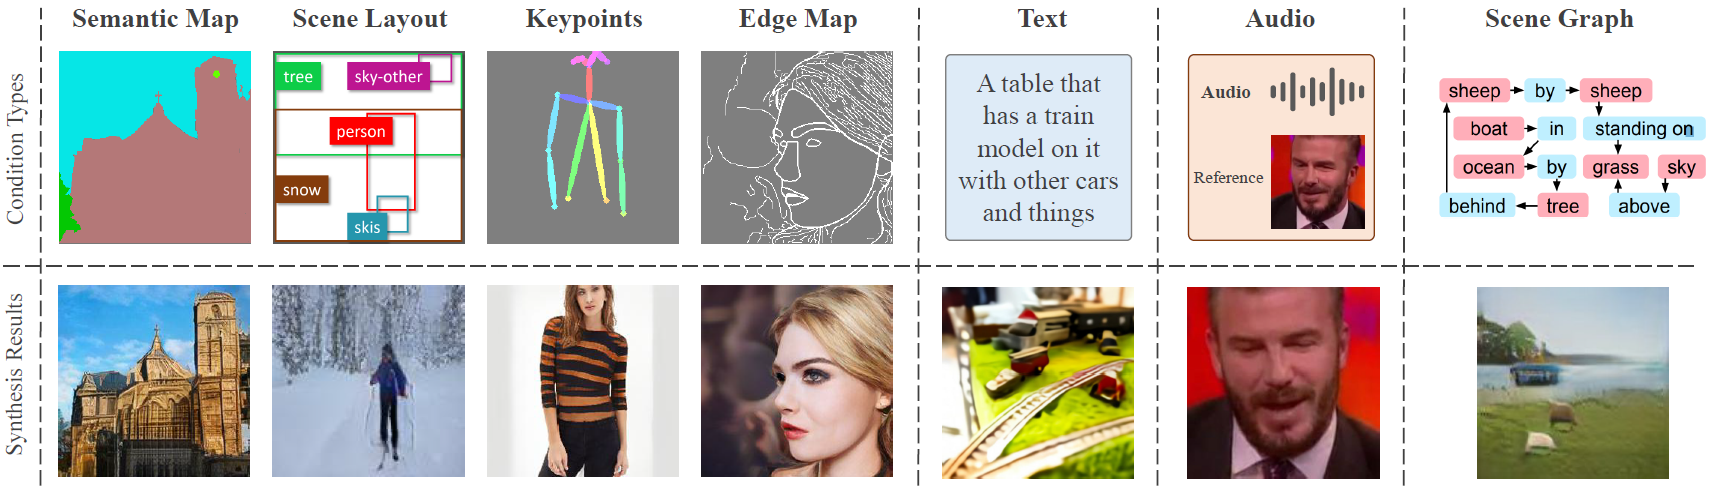 Semantic Map
Scene Layout
Keypoints
Edge Map
Text
Audio
Scene Graph
Condition Types
tree
sky-other
person
snow
skis
A table that
has a train
model on it
with other cars
and things
Audio
Reference
sheep by sheep
boat in standing on
ocean by grass sky
behind tree above
Synthesis Results